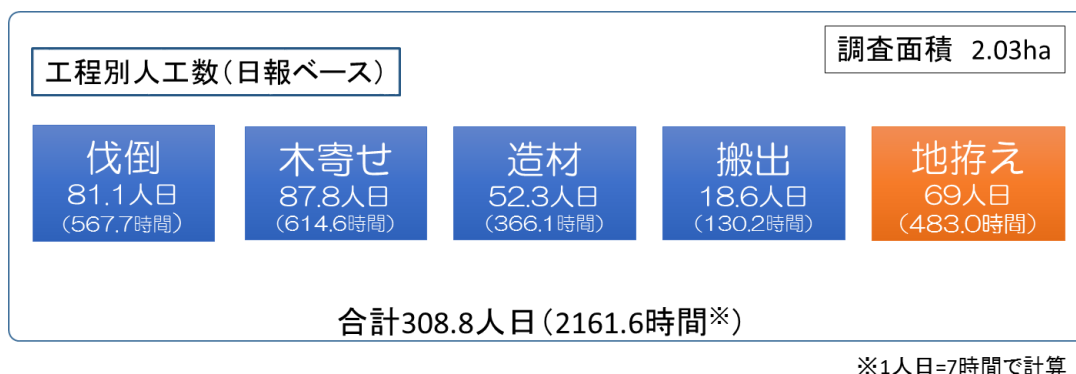 調査面積 2.03ha
工程別人工数(日報ベース)
伐倒
81.1人日
(567.7時間)
木寄せ
87.8人日
(614.6時間)
造材
52.3人日
(366.1時間)
搬出
18.6人日
(130.2時間)
地拵え
69人日
(483.0時間)
合計308.8人日(2161.6時間※)
※1人日=7時間で計算